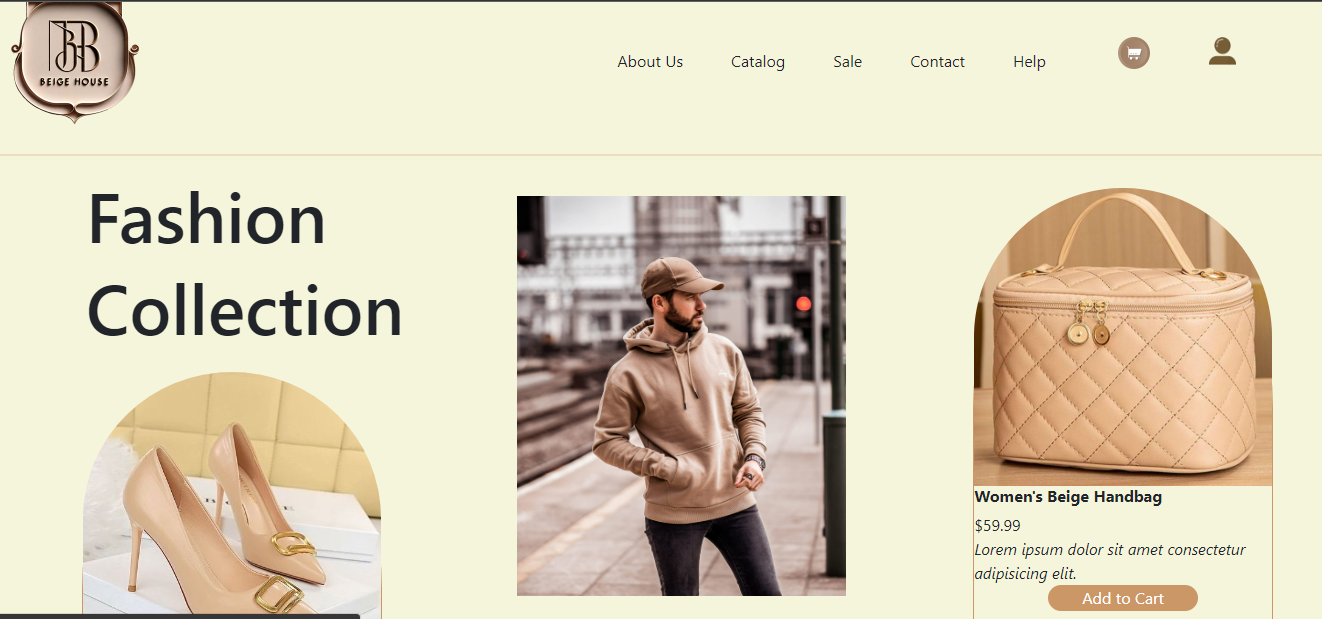 BB
BEIGE HOUSE
About Us
Catalog
Sale
Contact
Help
Fashion
Collection
Women's Beige Handbag
$59.99
Lorem ipsum dolor sit amet consectetur
adipisicing elit.
Add to Cart